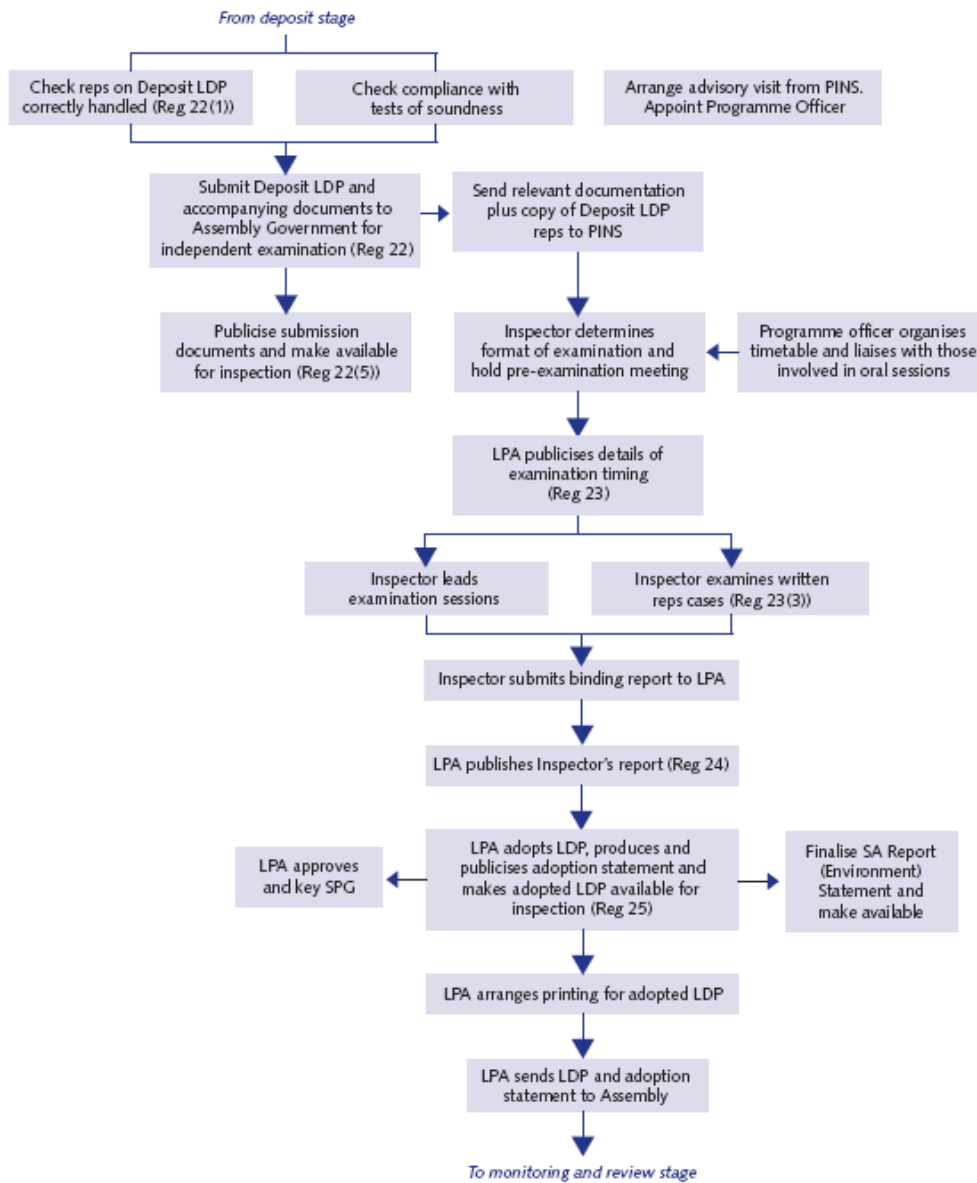 From deposit stage
Check reps on Deposit LDP
correctly handled (Reg 22(1))
Check compliance with
tests of soundness
Arrange advisory visit from PINS.
Appoint Programme Officer
Submit Deposit LDP and
accompanying documents to
Assembly Government for
independent examination (Reg 22)
Send relevant documentation
plus copy of Deposit LDP
reps to PINS
Publicise submission
documents and make available
for inspection (Reg 22(5))
Inspector determines
format of examination and
hold pre-examination meeting
Programme officer organises
timetable and liaises with those
involved in oral sessions
LPA publicises details of
examination timing
(Reg 23)
Inspector leads
examination sessions
Inspector examines written
reps cases (Reg 23(3))
Inspector submits binding report to LPA
LPA publishes Inspector's report (Reg 24)
LPA approves
and key SPG
LPA adopts LDP, produces and
publicises adoption statement and
makes adopted LDP available for
inspection (Reg 25)
Finalise SA Report
(Environment)
Statement and
make available
LPA arranges printing for adopted LDP
LPA sends LDP and adoption
statement to Assembly
To monitoring and review stage